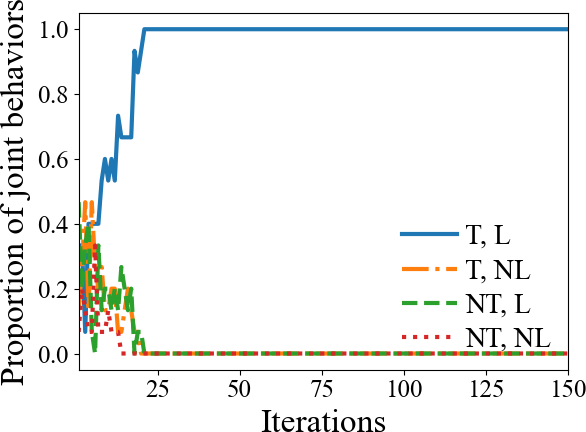 Proportion of joint behaviors
1.0
0.8
0.6
0.4
0.2
0.0
T, L
T, NL
NT, L
NT, NL
25 50 75 100 125 150
Iterations